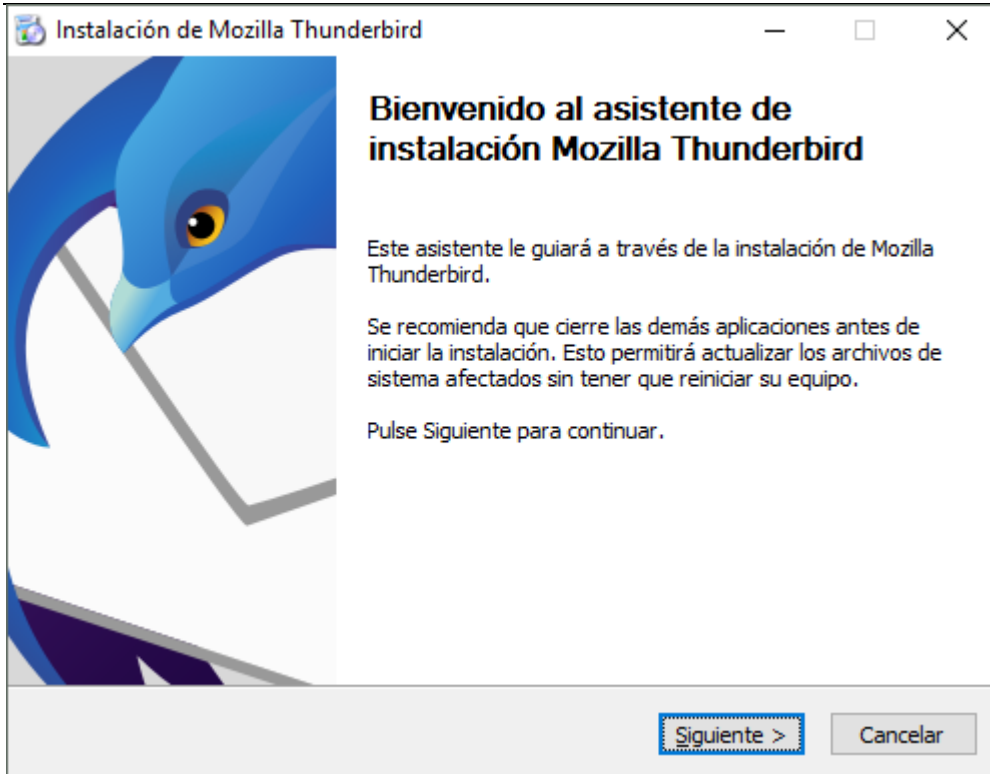 Instalación de Mozilla Thunderbird
Bienvenido al asistente de
instalación Mozilla Thunderbird
Este asistente le guiará a través de la instalación de Mozilla
Thunderbird.
Se recomienda que cierre las demás aplicaciones antes de
iniciar la instalación. Esto permitirá actualizar los archivos de
sistema afectados sin tener que reiniciar su equipo.
Pulse Siguiente para continuar.
Siguiente > Cancelar